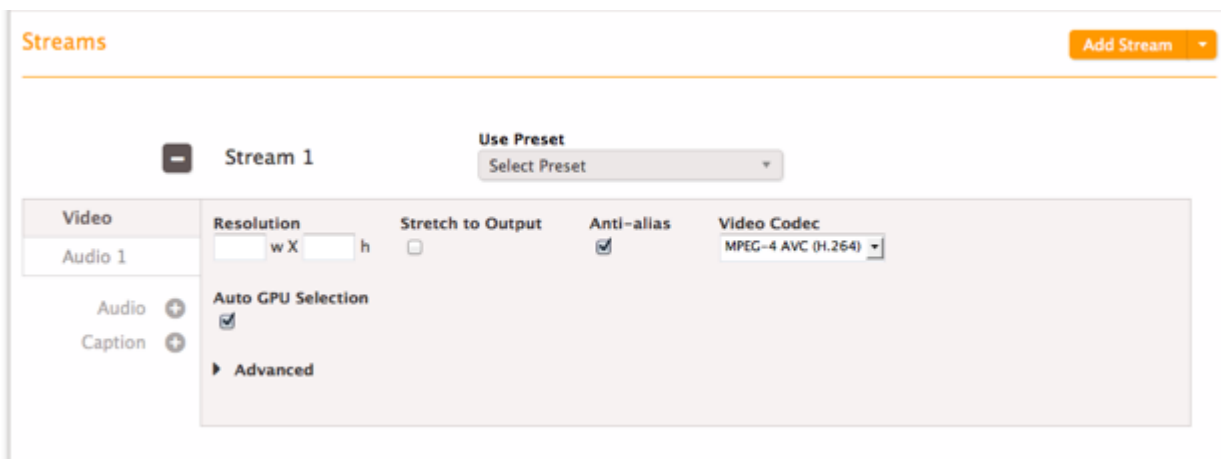 Streams
Add Stream
Use Preset
Stream 1
Select Preset
Video
Audio 1
Audio
Caption
Resolution
w X h
Stretch to Output
Anti-alias
Video Codec
MPEG-4 AVC (H.264)
Auto GPU Selection
Advanced